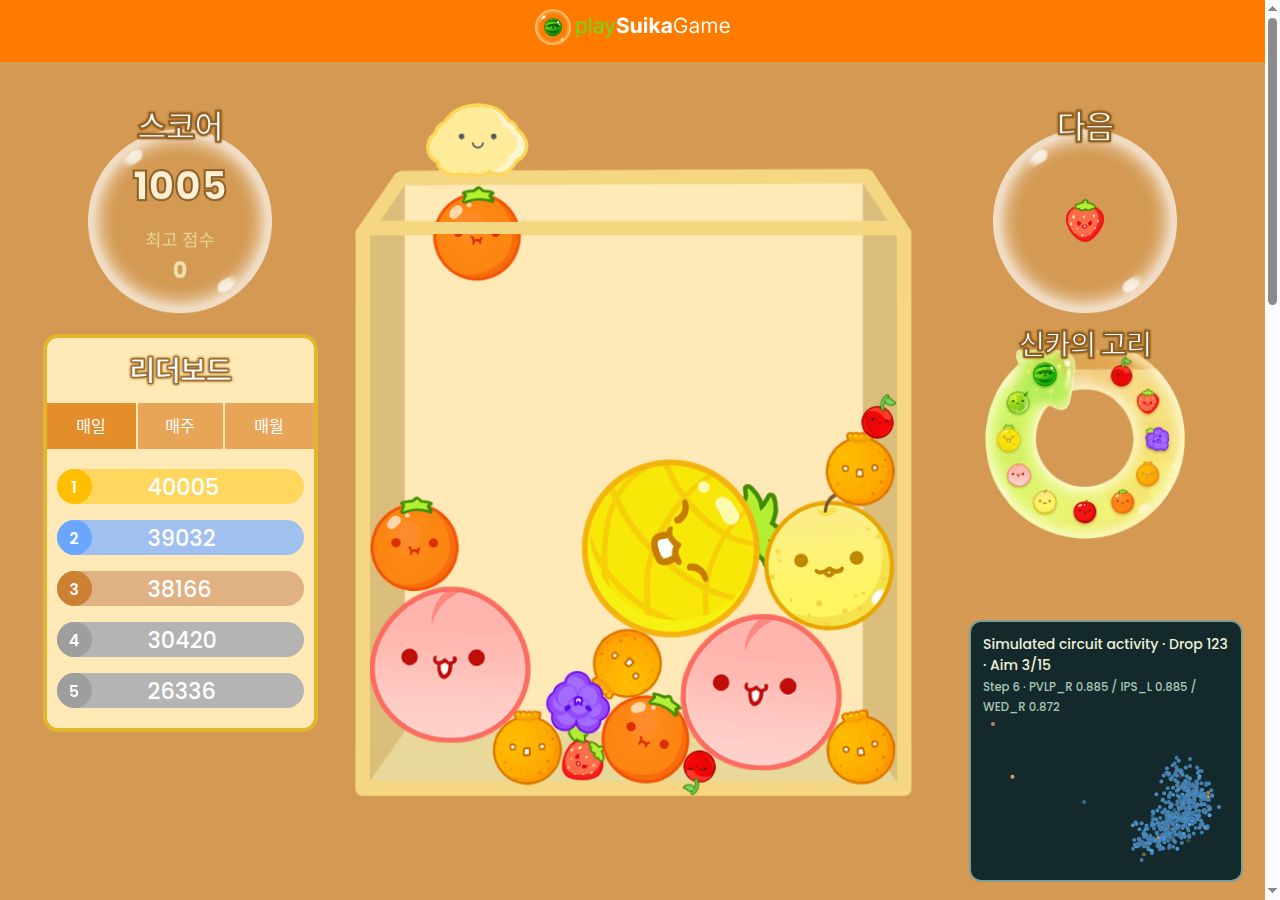 playSuikaGame
스코어
1005
최고 점수
0
다음
신카의 고리
리더보드
매일 매주 매월
1 40005
2 39032
3 38166
4 30420
5 26336
Simulated circuit activity · Drop 123
· Aim 3/15
Step 6 · PVLP_R 0.885 / IPS_L 0.885 /
WED_R 0.872